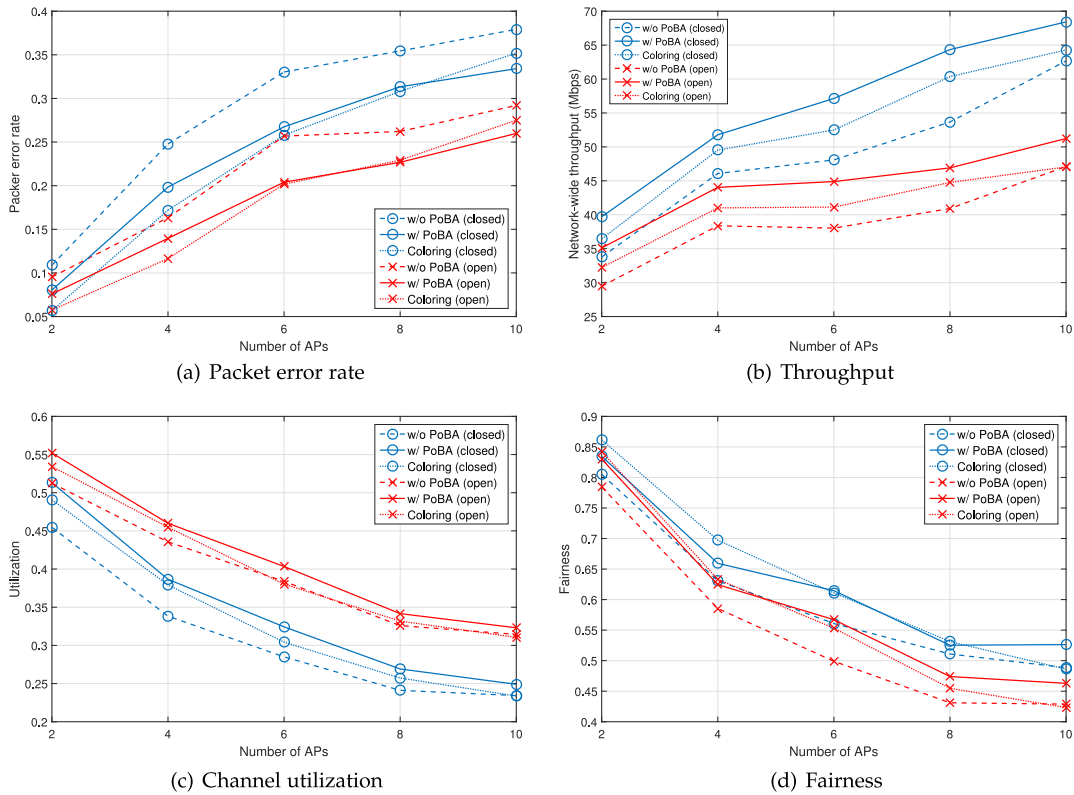 0.4
0.35
0.3
0.25
0.2
0.15
0.1
0.05
Packer error rate
w/o PoBA (closed)
w/ PoBA (closed)
Coloring (closed)
w/o PoBA (open)
w/ PoBA (open)
Coloring (open)
2 4 6 8 10
Number of APs
(a) Packet error rate
70
65
60
55
50
45
40
35
30
25
Network-wide throughput (Mbps)
w/o PoBA (closed)
w/ PoBA (closed)
Coloring (closed)
w/o PoBA (open)
w/ PoBA (open)
Coloring (open)
2 4 6 8 10
Number of APs
(b) Throughput
0.6
0.55
0.5
0.45
0.4
0.35
0.3
0.25
0.2
Utilization
w/o PoBA (closed)
w/ PoBA (closed)
Coloring (closed)
w/o PoBA (open)
w/ PoBA (open)
Coloring (open)
2 4 6 8 10
Number of APs
(c) Channel utilization
0.9
0.85
0.8
0.75
0.7
0.65
0.6
0.55
0.5
0.45
0.4
Fairness
w/o PoBA (closed)
w/ PoBA (closed)
Coloring (closed)
w/o PoBA (open)
w/ PoBA (open)
Coloring (open)
2 4 6 8 10
Number of APs
(d) Fairness